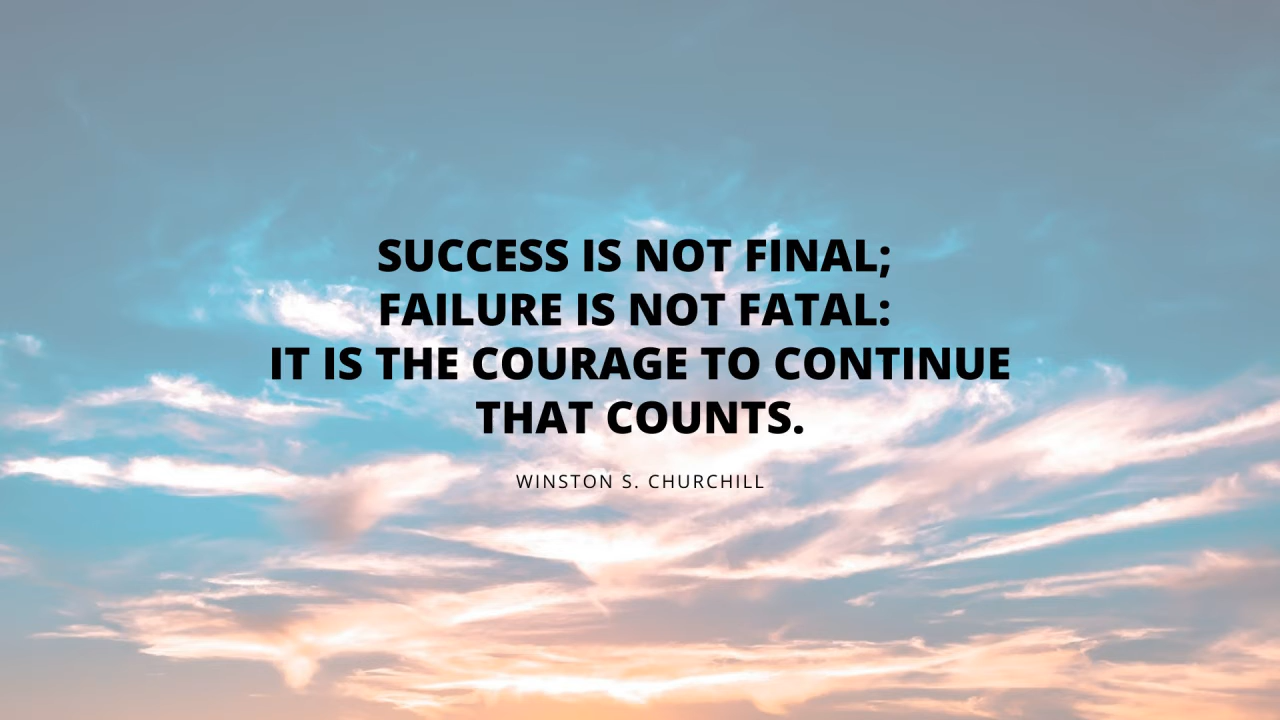 SUCCESS IS NOT FINAL;
FAILURE IS NOT FATAL:
IT IS THE COURAGE TO CONTINUE
THAT COUNTS.
WINSTON S. CHURCHILL